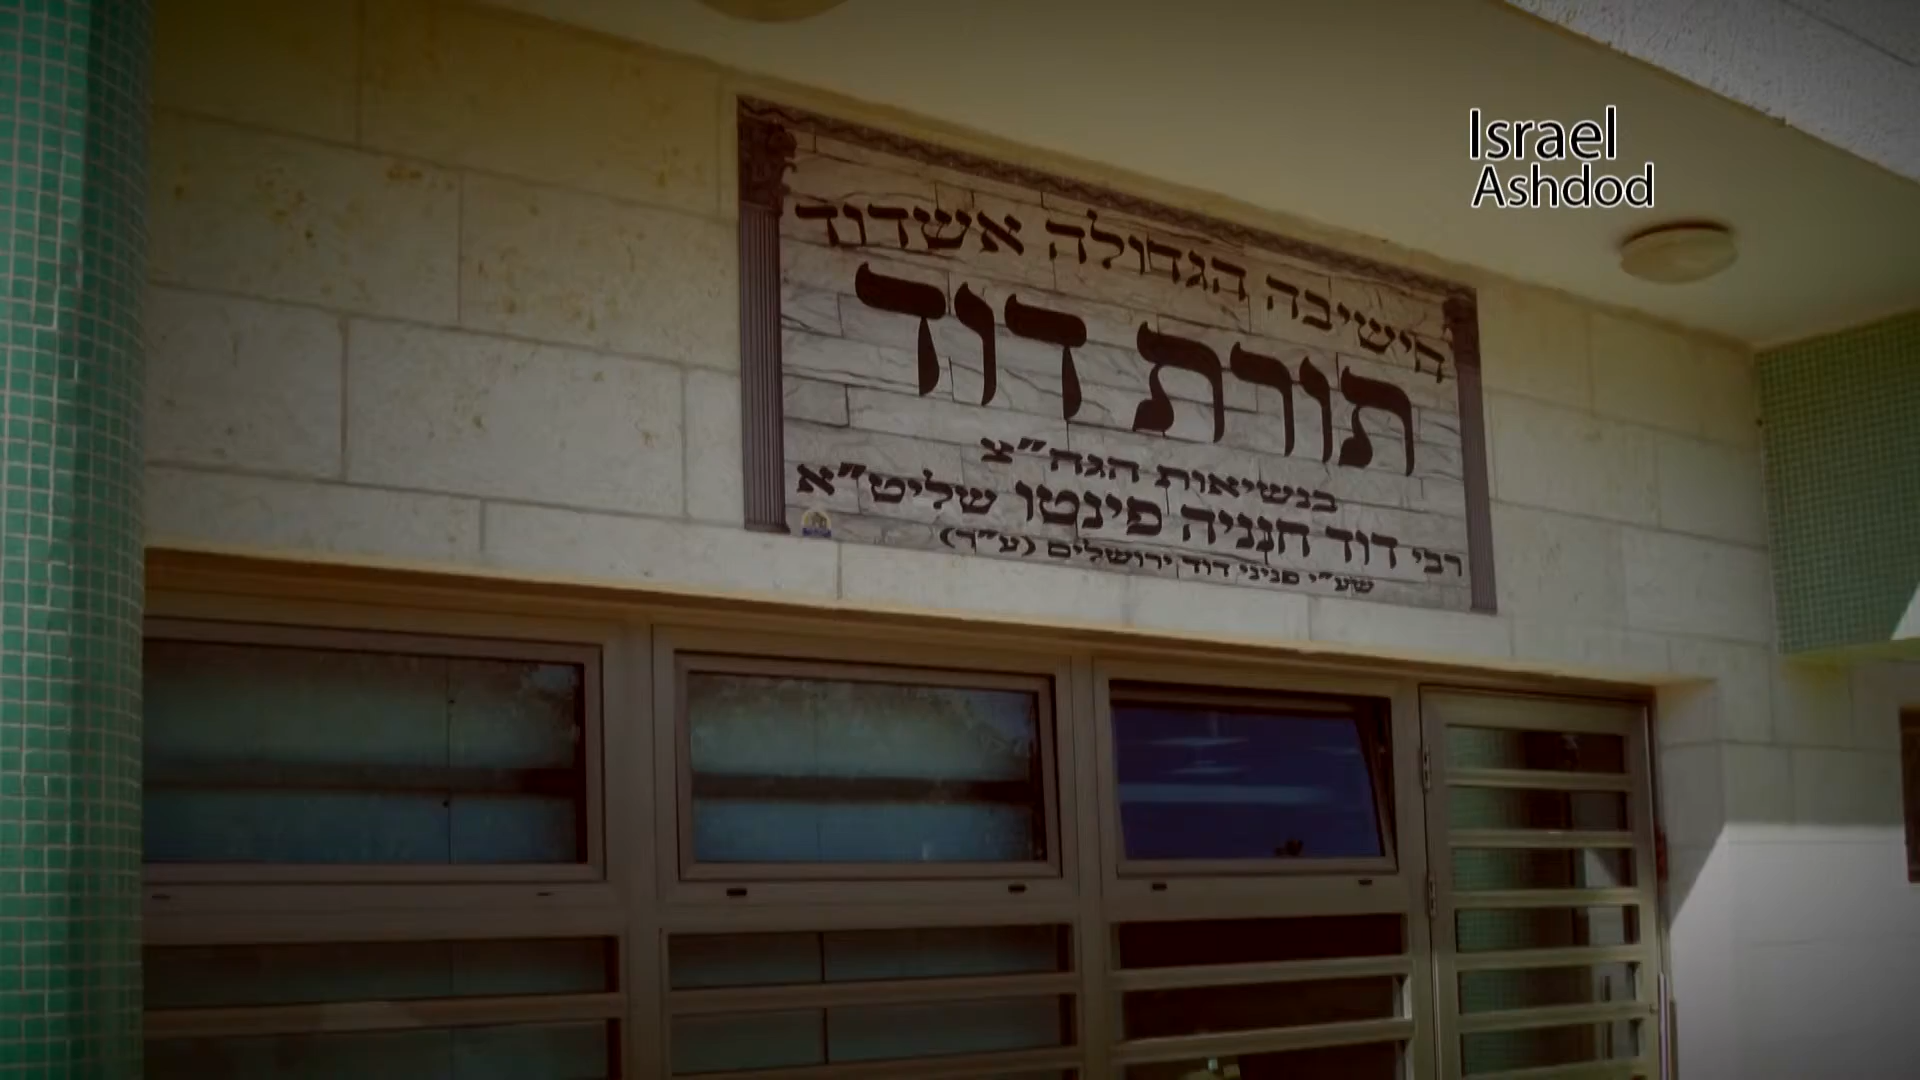 Israel
Ashdod
הישיבה הגדולה אשדוד
תורת דוד
בנשיאות הגה״צ
רבי דוד חנניה פינטו שליט״א
שע״י פניני דוד ירושלים (ע״ר)